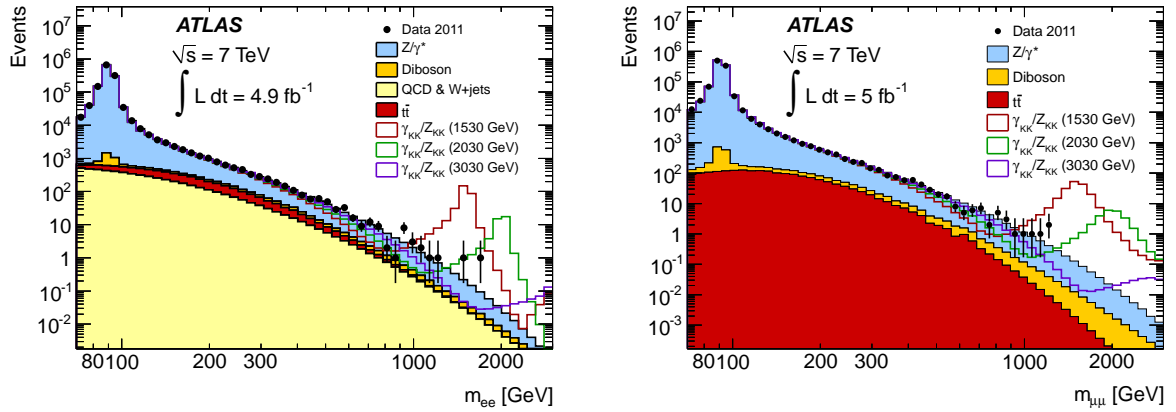 Events
10⁷
10⁶
10⁵
10⁴
10³
10²
10
1
10⁻¹
10⁻²
ATLAS
√s = 7 TeV
∫ L dt = 4.9 fb⁻¹
Data 2011
Z/γ*
Diboson
QCD & W+jets
tt̄
γKK/ZKK (1530 GeV)
γKK/ZKK (2030 GeV)
γKK/ZKK (3030 GeV)
80 100 200 300 1000 2000
mee [GeV]
Events
10⁷
10⁶
10⁵
10⁴
10³
10²
10
1
10⁻¹
10⁻²
10⁻³
ATLAS
√s = 7 TeV
∫ L dt = 5 fb⁻¹
Data 2011
Z/γ*
Diboson
tt̄
γKK/ZKK (1530 GeV)
γKK/ZKK (2030 GeV)
γKK/ZKK (3030 GeV)
80 100 200 300 1000 2000
mμμ [GeV]